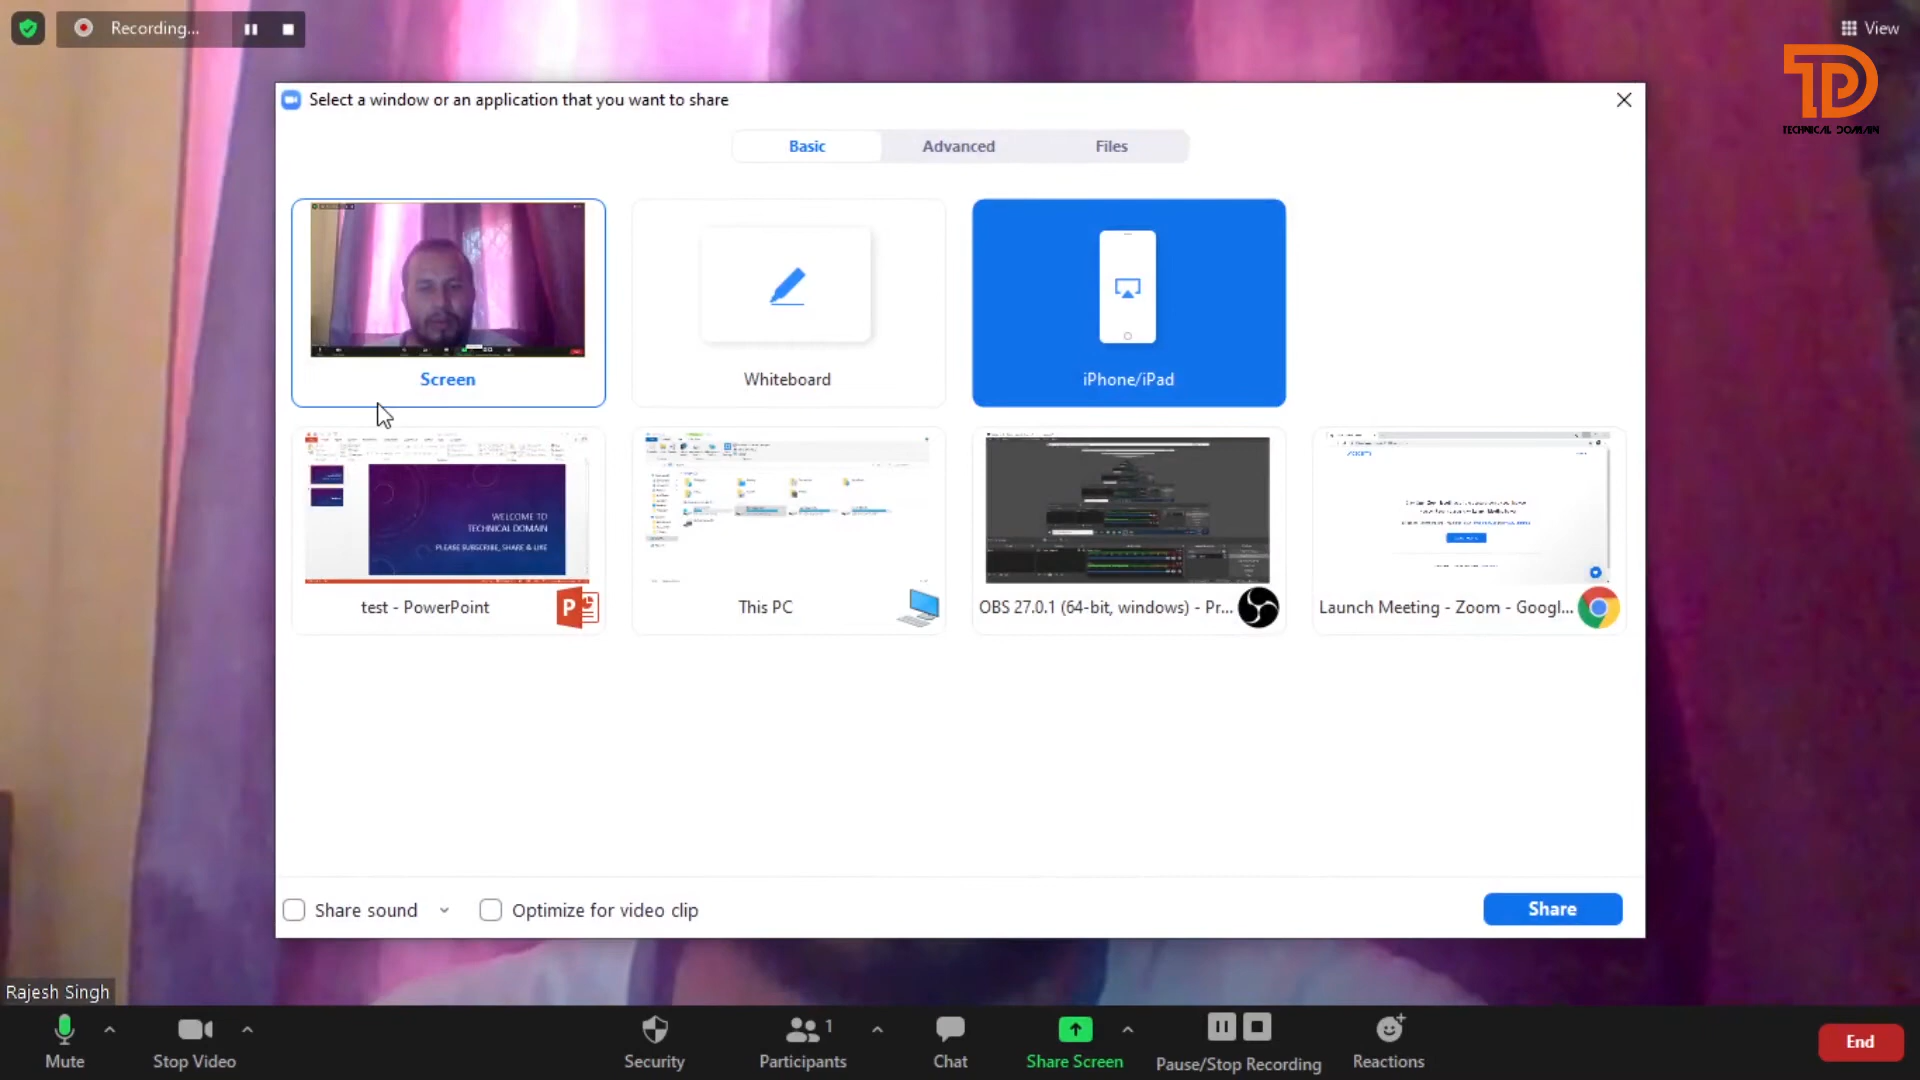 Recording...
View
TECHNICAL DOMAIN
Select a window or an application that you want to share
Basic
Advanced
Files
Screen
Whiteboard
iPhone/iPad
WELCOME TO
TECHNICAL DOMAIN
PLEASE SUBSCRIBE, SHARE & LIKE
zoom
test - PowerPoint
This PC
OBS 27.0.1 (64-bit, windows) - Pr...
Launch Meeting - Zoom - Googl...
Share sound
Optimize for video clip
Share
Rajesh Singh
Mute
Stop Video
Security
1
Participants
Chat
Share Screen
Pause/Stop Recording
Reactions
End